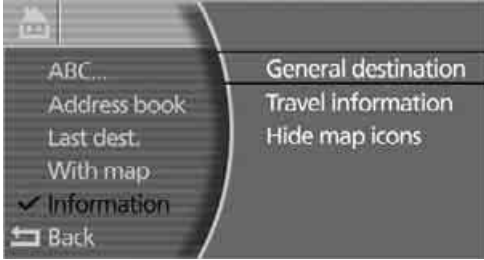 ABC...
Address book
Last dest.
With map
Information
Back
General destination
Travel information
Hide map icons